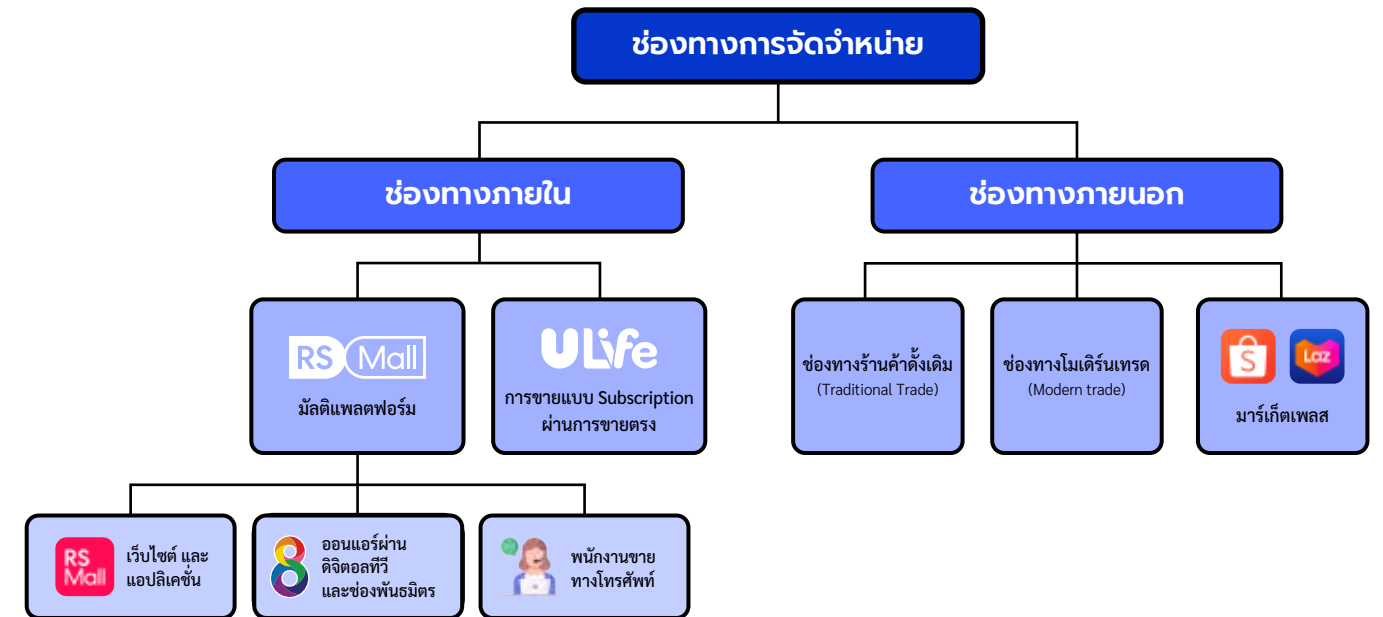 ช่องทางการจัดจำหน่าย
ช่องทางภายใน
ช่องทางภายนอก
RS Mall
มัลติแพลตฟอร์ม
ULife
การขายแบบ Subscription
ผ่านการขายตรง
ช่องทางร้านค้าดั้งเดิม
(Traditional Trade)
ช่องทางโมเดิร์นเทรด
(Modern trade)
S
Laz
มาร์เก็ตเพลส
RS
Mall
เว็บไซต์ และ
แอปลิเคชั่น
8
ออนแอร์ผ่าน
ดิจิตอลทีวี
และช่องพันธมิตร
พนักงานขาย
ทางโทรศัพท์